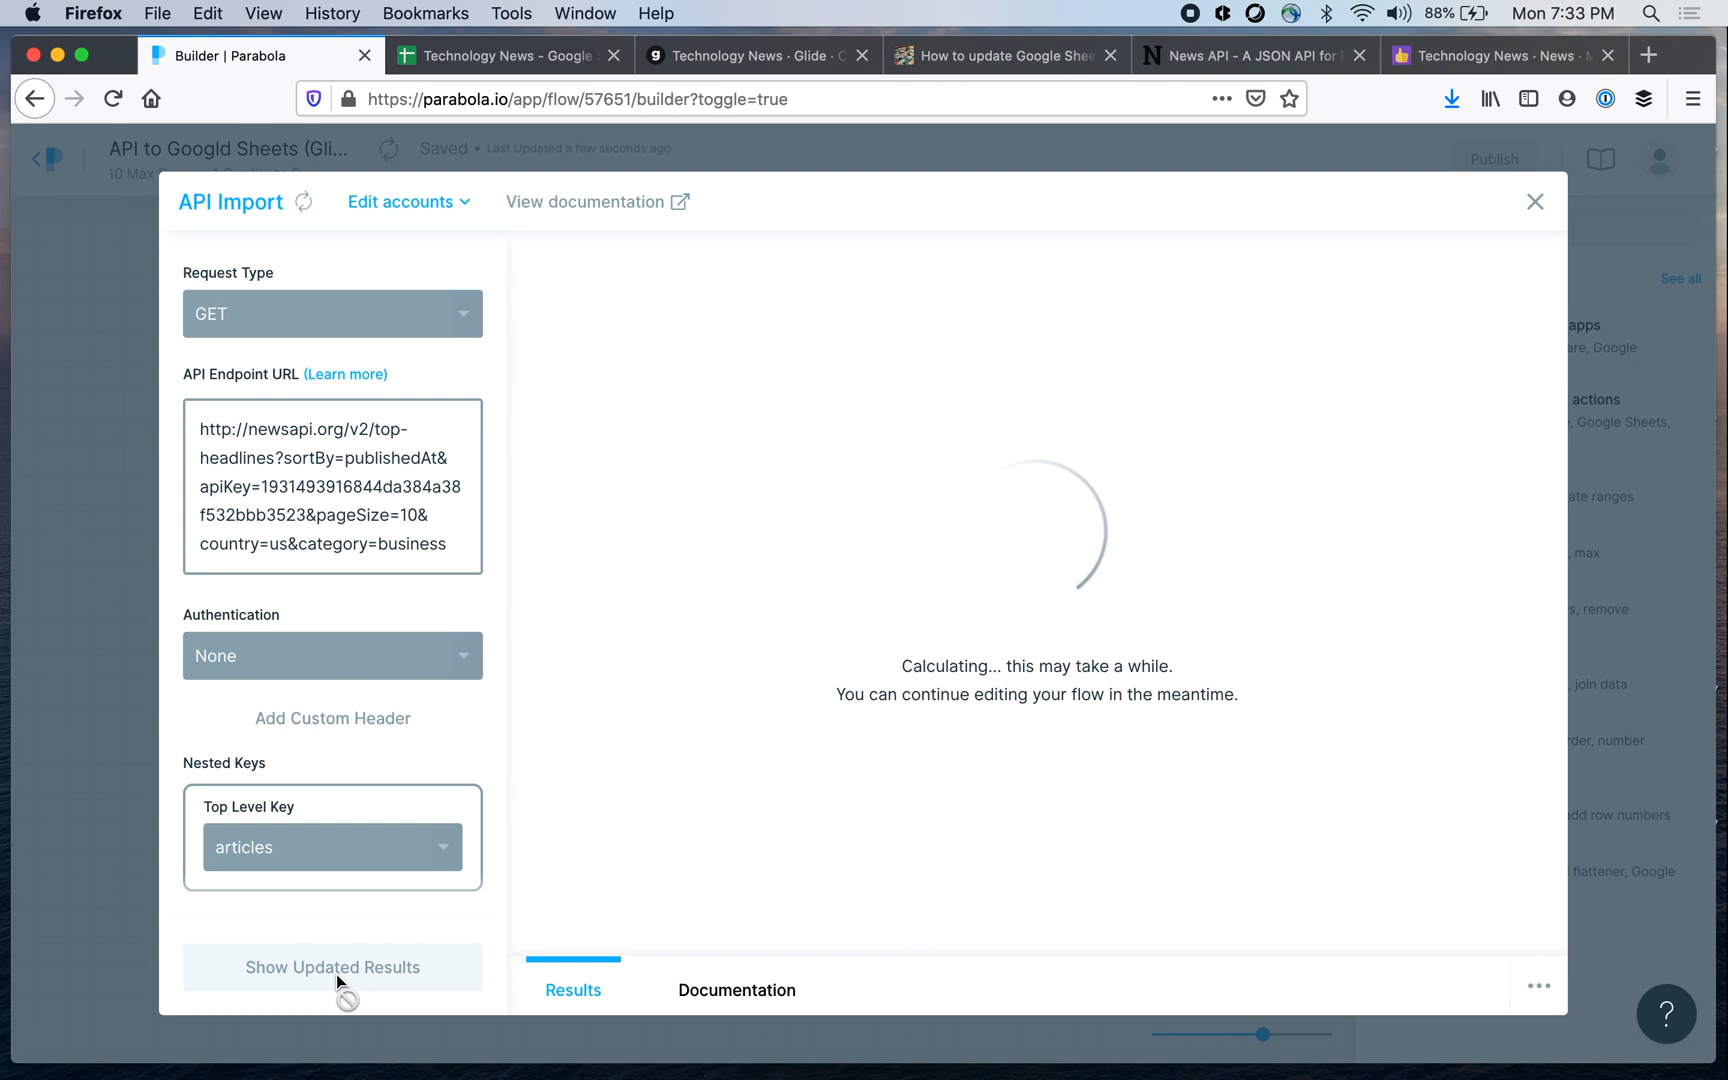 Firefox File Edit View History Bookmarks Tools Window Help 88% Mon 7:33 PM
Builder | Parabola Technology News - Google Technology News · Glide · C How to update Google Shee News API - A JSON API for Technology News · News ·
https://parabola.io/app/flow/57651/builder?toggle=true
API to Googld Sheets (Gli... Saved • Last Updated a few seconds ago Publish
10 Max
API Import Edit accounts View documentation
See all
Request Type
GET
apps
are, Google
API Endpoint URL (Learn more)
actions
, Google Sheets,
http://newsapi.org/v2/top-
headlines?sortBy=publishedAt&
apiKey=1931493916844da384a38
f532bbb3523&pageSize=10&
country=us&category=business
ate ranges
, max
s, remove
Authentication
None
, join data
Add Custom Header
Calculating... this may take a while.
You can continue editing your flow in the meantime.
rder, number
Nested Keys
Top Level Key
articles
add row numbers
flattener, Google
Show Updated Results
Results Documentation
?